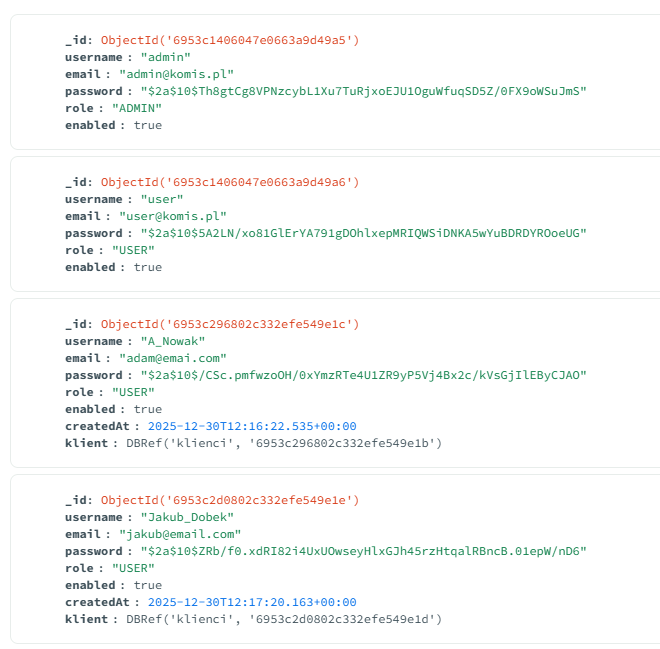 _id: ObjectId('6953c1406047e0663a9d49a5')
username : "admin"
email : "admin@komis.pl"
password : "$2a$10$Th8gtCg8VPNzcybL1Xu7TuRjxoEJU1OguWfuqSD5Z/0FX9oWSuJmS"
role : "ADMIN"
enabled : true
_id: ObjectId('6953c1406047e0663a9d49a6')
username : "user"
email : "user@komis.pl"
password : "$2a$10$5A2LN/xo81GlErYA791gDOhlxepMRIQWSiDNKA5wYuBDRDYROoeUG"
role : "USER"
enabled : true
_id: ObjectId('6953c296802c332efe549e1c')
username : "A_Nowak"
email : "adam@emai.com"
password : "$2a$10$/CSc.pmfwzoOH/0xYmzRTe4U1ZR9yP5Vj4Bx2c/kVsGjIlEByCJAO"
role : "USER"
enabled : true
createdAt : 2025-12-30T12:16:22.535+00:00
klient : DBRef('klienci', '6953c296802c332efe549e1b')
_id: ObjectId('6953c2d0802c332efe549e1e')
username : "Jakub_Dobek"
email : "jakub@email.com"
password : "$2a$10$ZRb/f0.xdRI82i4UxUOwseyHlxGJh45rzHtqalRBncB.01epW/nD6"
role : "USER"
enabled : true
createdAt : 2025-12-30T12:17:20.163+00:00
klient : DBRef('klienci', '6953c2d0802c332efe549e1d')